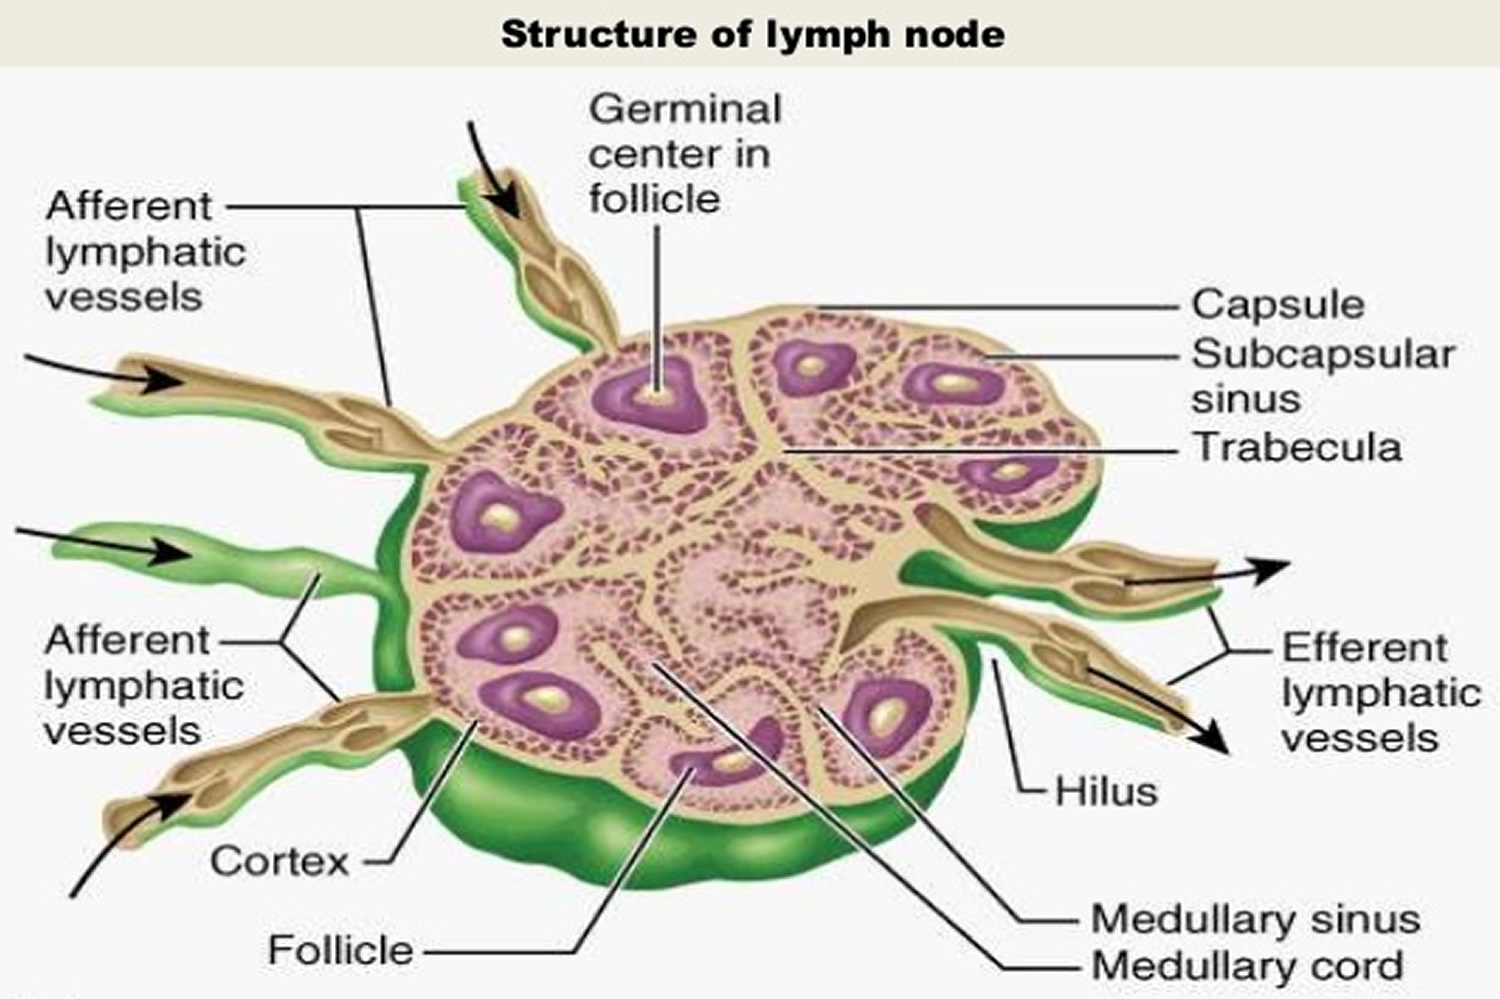 Structure of lymph node
Germinal
center in
follicle
Afferent
lymphatic
vessels
Capsule
Subcapsular
sinus
Trabecula
Afferent
lymphatic
vessels
Efferent
lymphatic
vessels
Hilus
Cortex
Follicle
Medullary sinus
Medullary cord